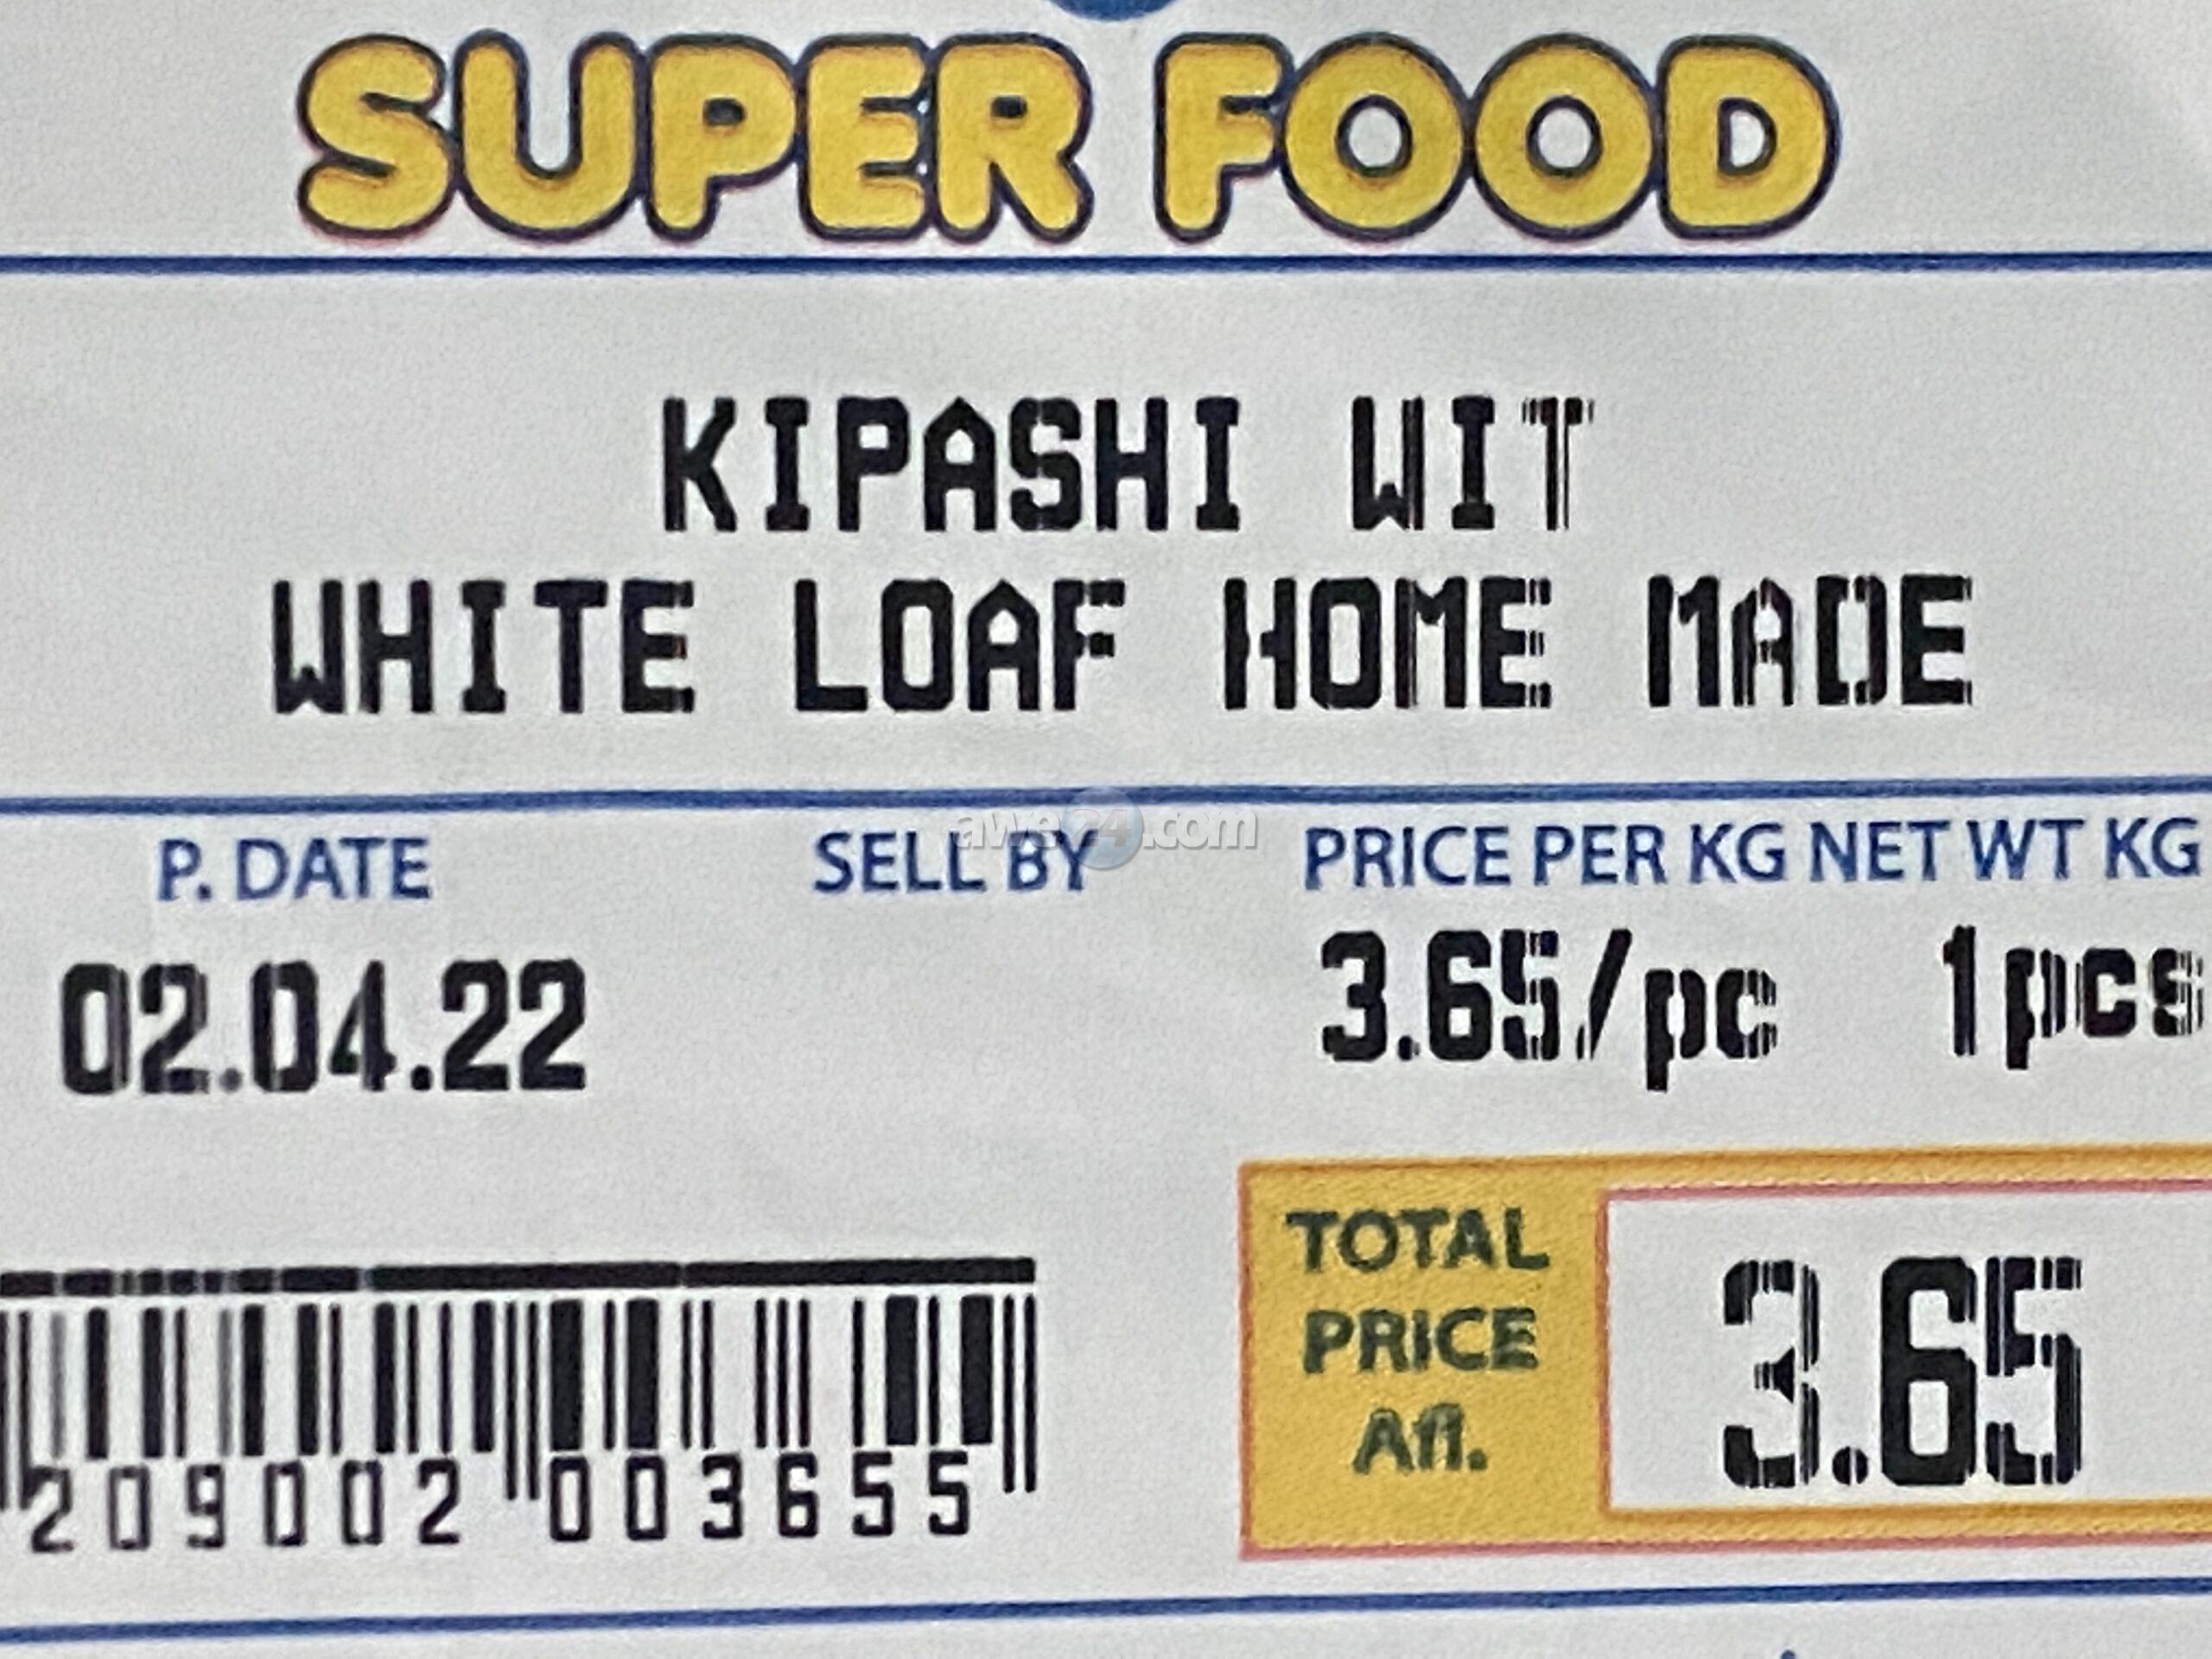 SUPER FOOD
KIPASHI WIT
WHITE LOAF HOME MADE
awe24.com
P. DATE SELL BY PRICE PER KG NET WT KG
02.04.22 3.65/pc 1pcs
TOTAL
PRICE
Afl.
3.65
209002 003655